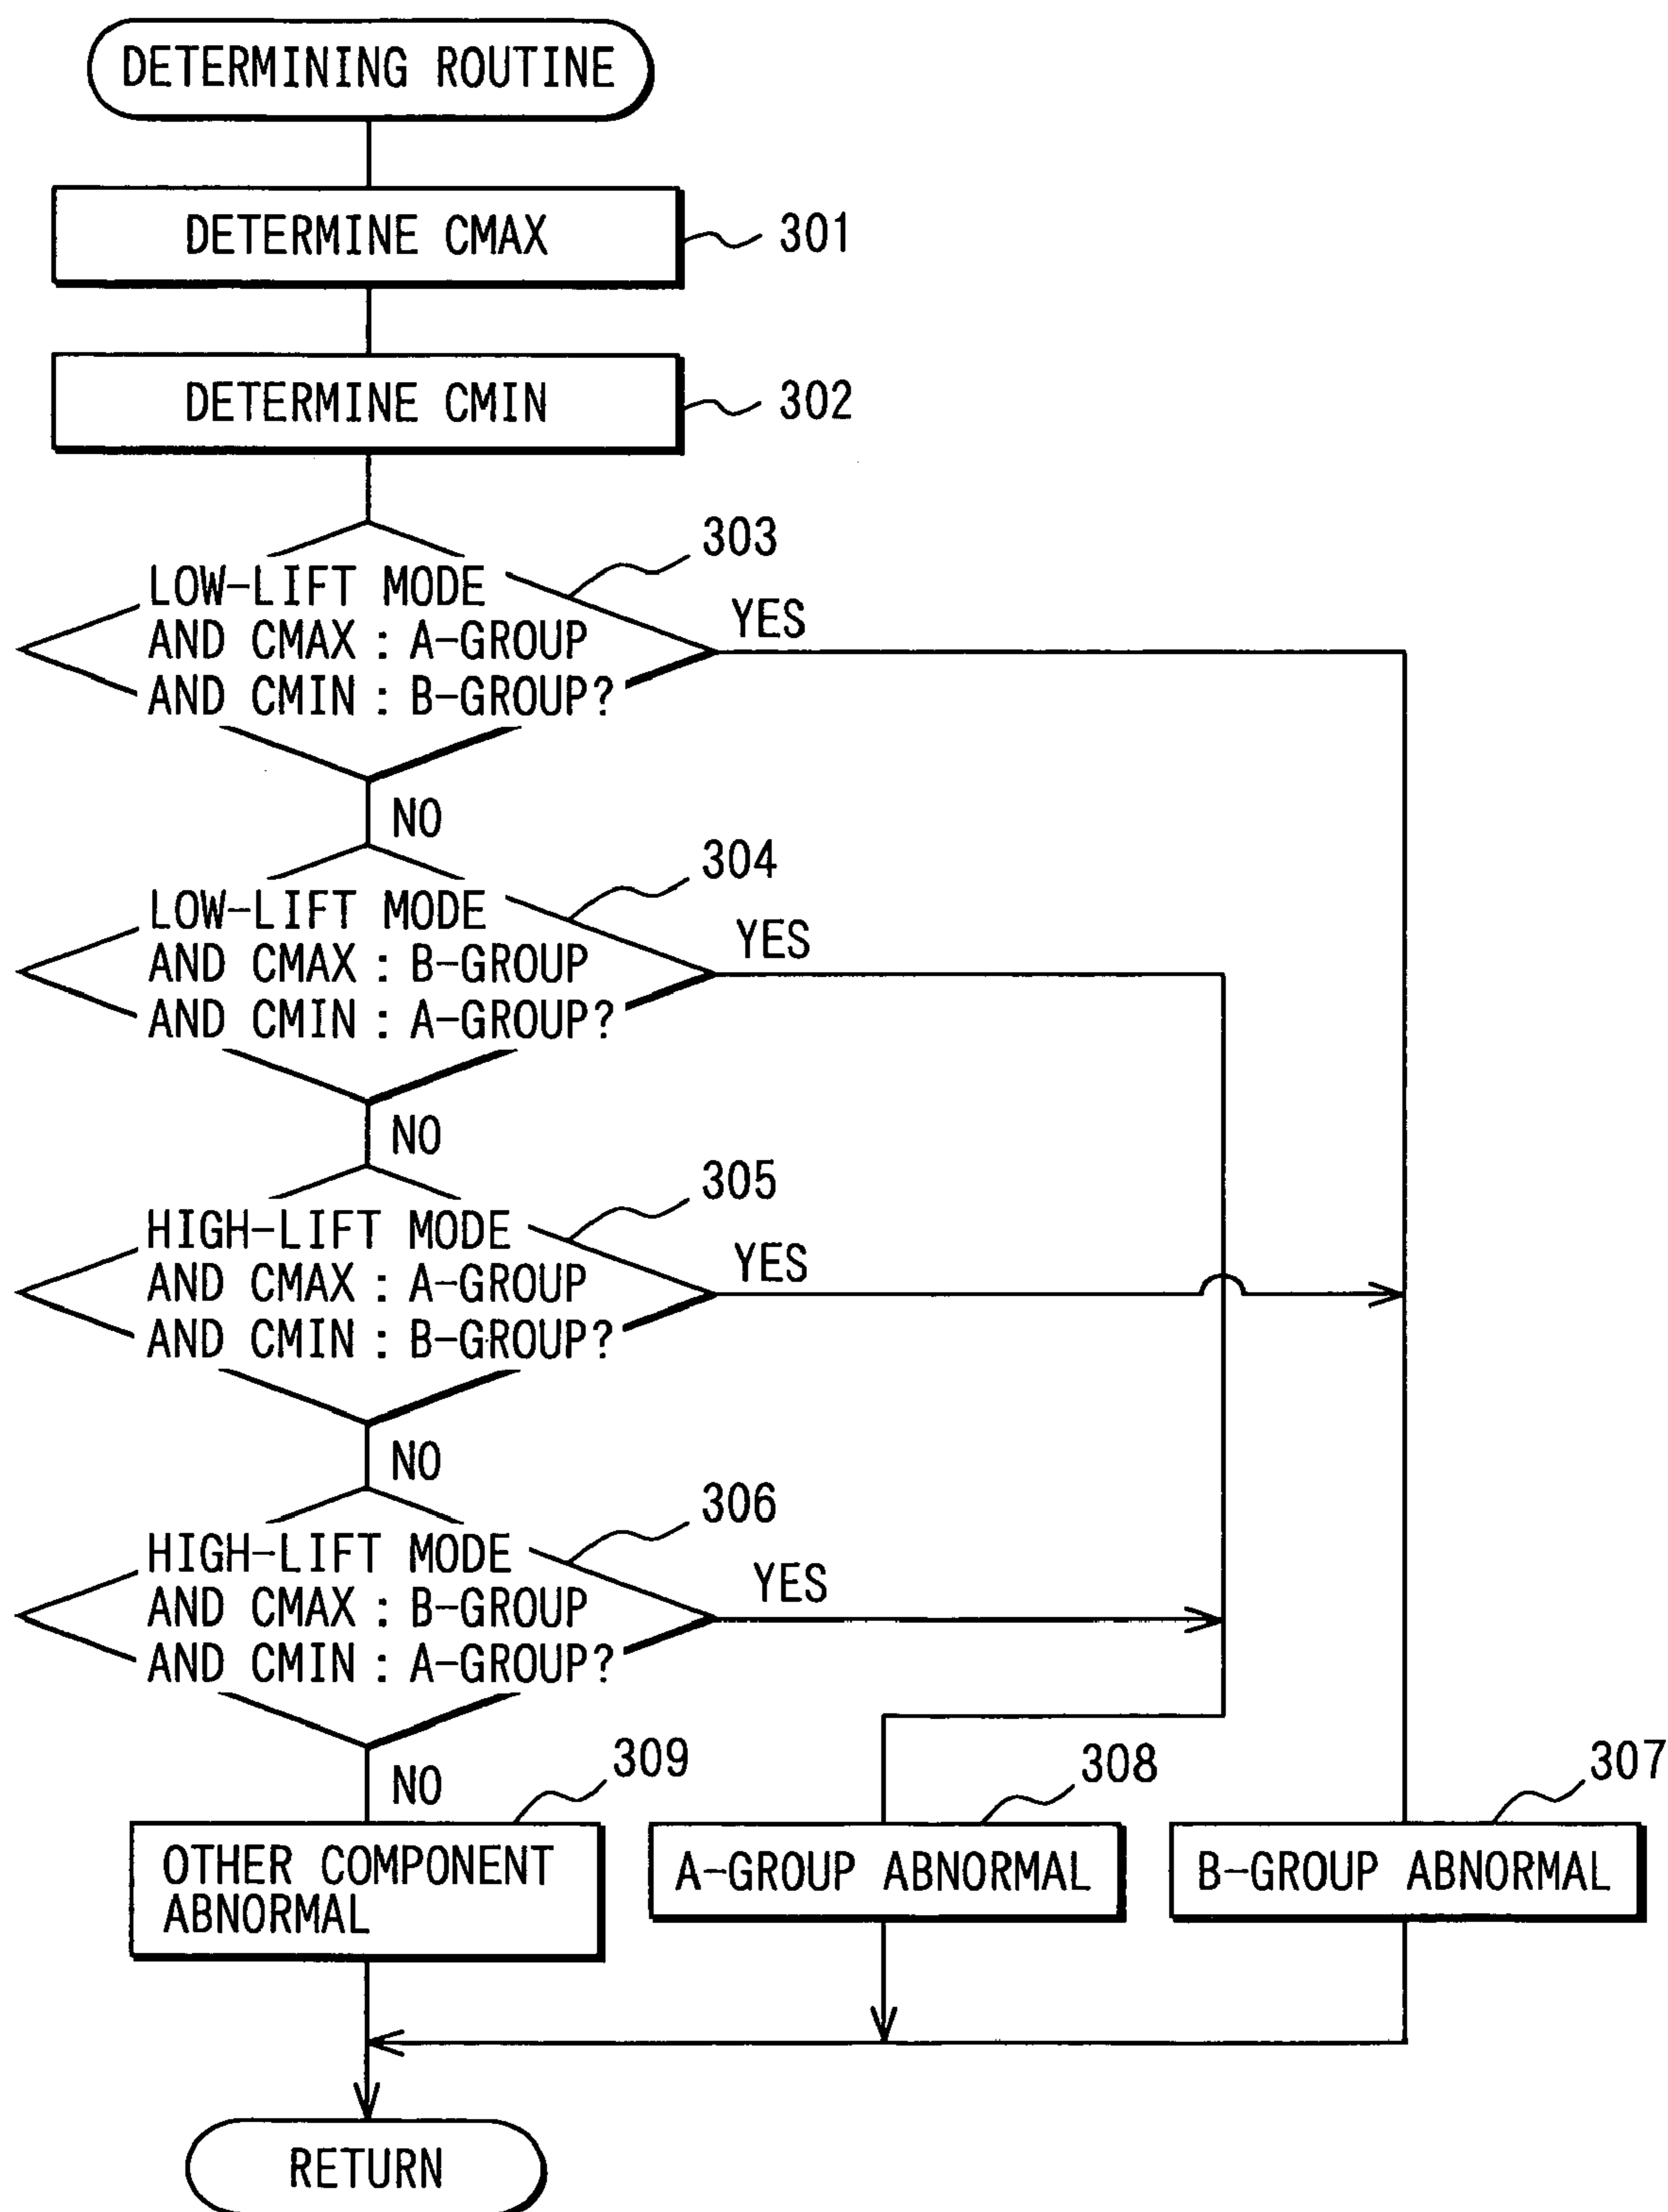 DETERMINING ROUTINE
DETERMINE CMAX
301
DETERMINE CMIN
302
303
LOW-LIFT MODE
AND CMAX : A-GROUP
AND CMIN : B-GROUP?
YES
NO
304
LOW-LIFT MODE
AND CMAX : B-GROUP
AND CMIN : A-GROUP?
YES
NO
305
HIGH-LIFT MODE
AND CMAX : A-GROUP
AND CMIN : B-GROUP?
YES
NO
306
HIGH-LIFT MODE
AND CMAX : B-GROUP
AND CMIN : A-GROUP?
YES
NO
309
OTHER COMPONENT
ABNORMAL
308
A-GROUP ABNORMAL
307
B-GROUP ABNORMAL
RETURN